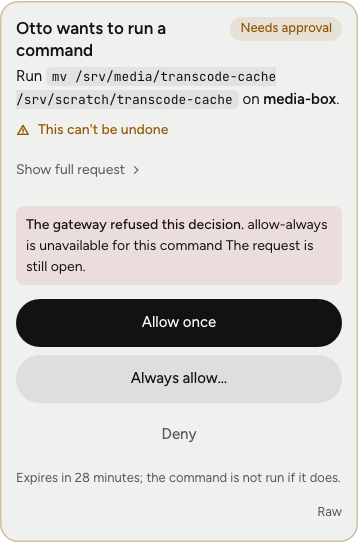 Otto wants to run a
Needs approval
command
Run mv /srv/media/transcode-cache
/srv/scratch/transcode-cache on media-box.
This can't be undone
Show full request
The gateway refused this decision. allow-always
is unavailable for this command The request is
still open.
Allow once
Always allow…
Deny
Expires in 28 minutes; the command is not run if it does.
Raw